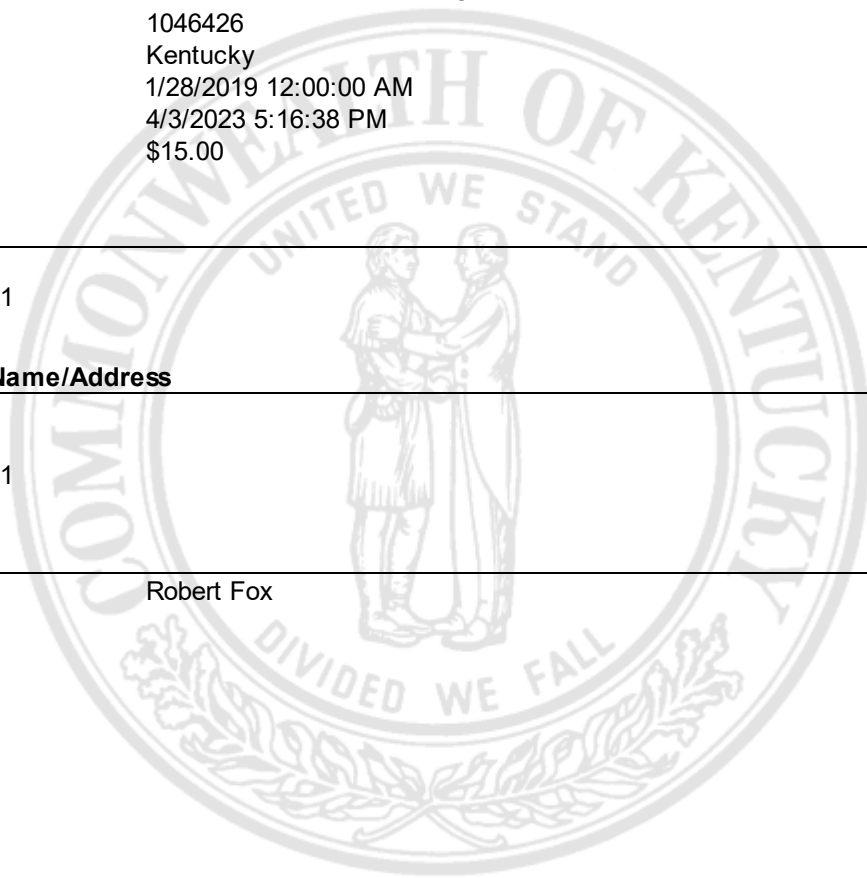 1046426
Kentucky
1/28/2019 12:00:00 AM
4/3/2023 5:16:38 PM
$15.00
COMMONWEALTH OF KENTUCKY
UNITED WE STAND
1
Name/Address
1
Robert Fox
DIVIDED WE FALL